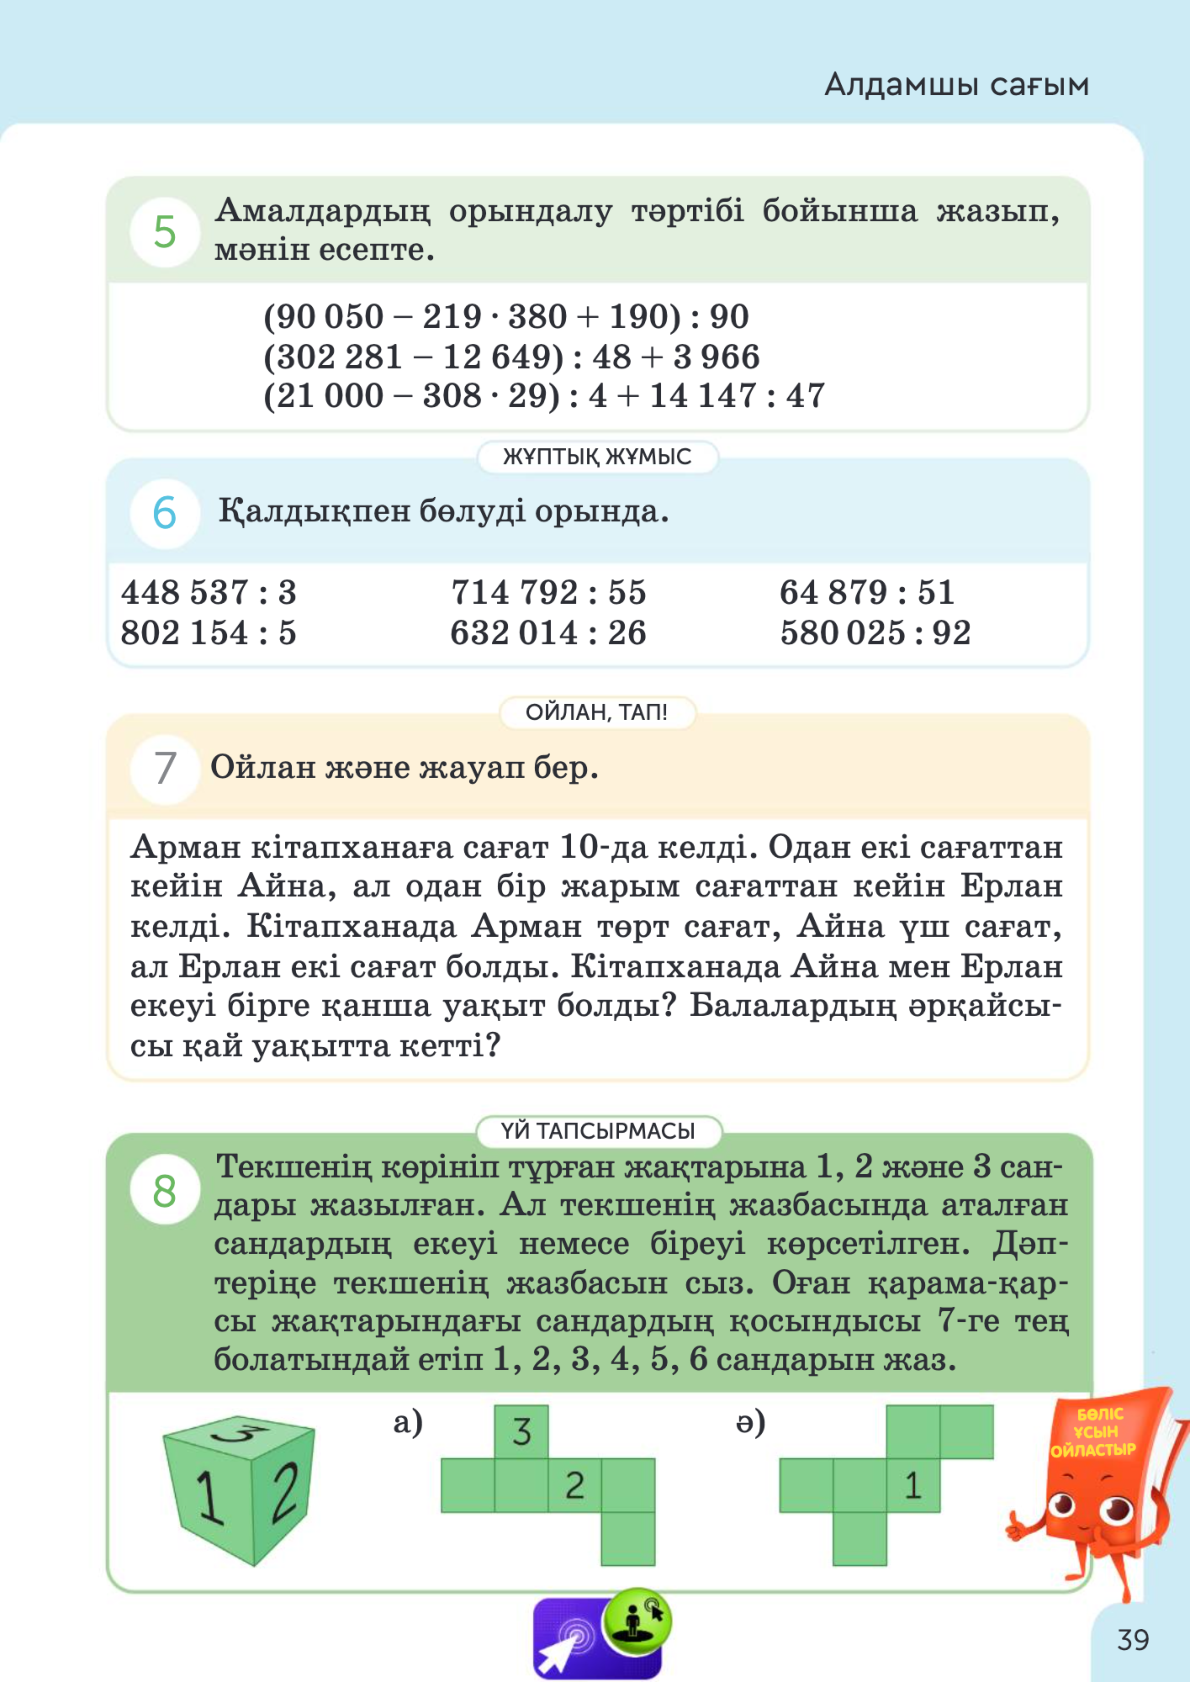 Алдамшы сағым
5
Амалдардың орындалу тәртібі бойынша жазып,
мәнін есепте.
(90 050 − 219 · 380 + 190) : 90
(302 281 − 12 649) : 48 + 3 966
(21 000 − 308 · 29) : 4 + 14 147 : 47
ЖҰПТЫҚ ЖҰМЫС
6
Қалдықпен бөлуді орында.
448 537 : 3 714 792 : 55 64 879 : 51
802 154 : 5 632 014 : 26 580 025 : 92
ОЙЛАН, ТАП!
7
Ойлан және жауап бер.
Арман кітапханаға сағат 10-да келді. Одан екі сағаттан
кейін Айна, ал одан бір жарым сағаттан кейін Ерлан
келді. Кітапханада Арман төрт сағат, Айна үш сағат,
ал Ерлан екі сағат болды. Кітапханада Айна мен Ерлан
екеуі бірге қанша уақыт болды? Балалардың әрқайсы-
сы қай уақытта кетті?
ҮЙ ТАПСЫРМАСЫ
8
Текшенің көрініп тұрған жақтарына 1, 2 және 3 сан-
дары жазылған. Ал текшенің жазбасында аталған
сандардың екеуі немесе біреуі көрсетілген. Дәп-
теріңе текшенің жазбасын сыз. Оған қарама-қар-
сы жақтарындағы сандардың қосындысы 7-ге тең
болатындай етіп 1, 2, 3, 4, 5, 6 сандарын жаз.
3
1 2
а)
3
2
ә)
1
БӨЛІС
ҰСЫН
ОЙЛАСТЫР
39